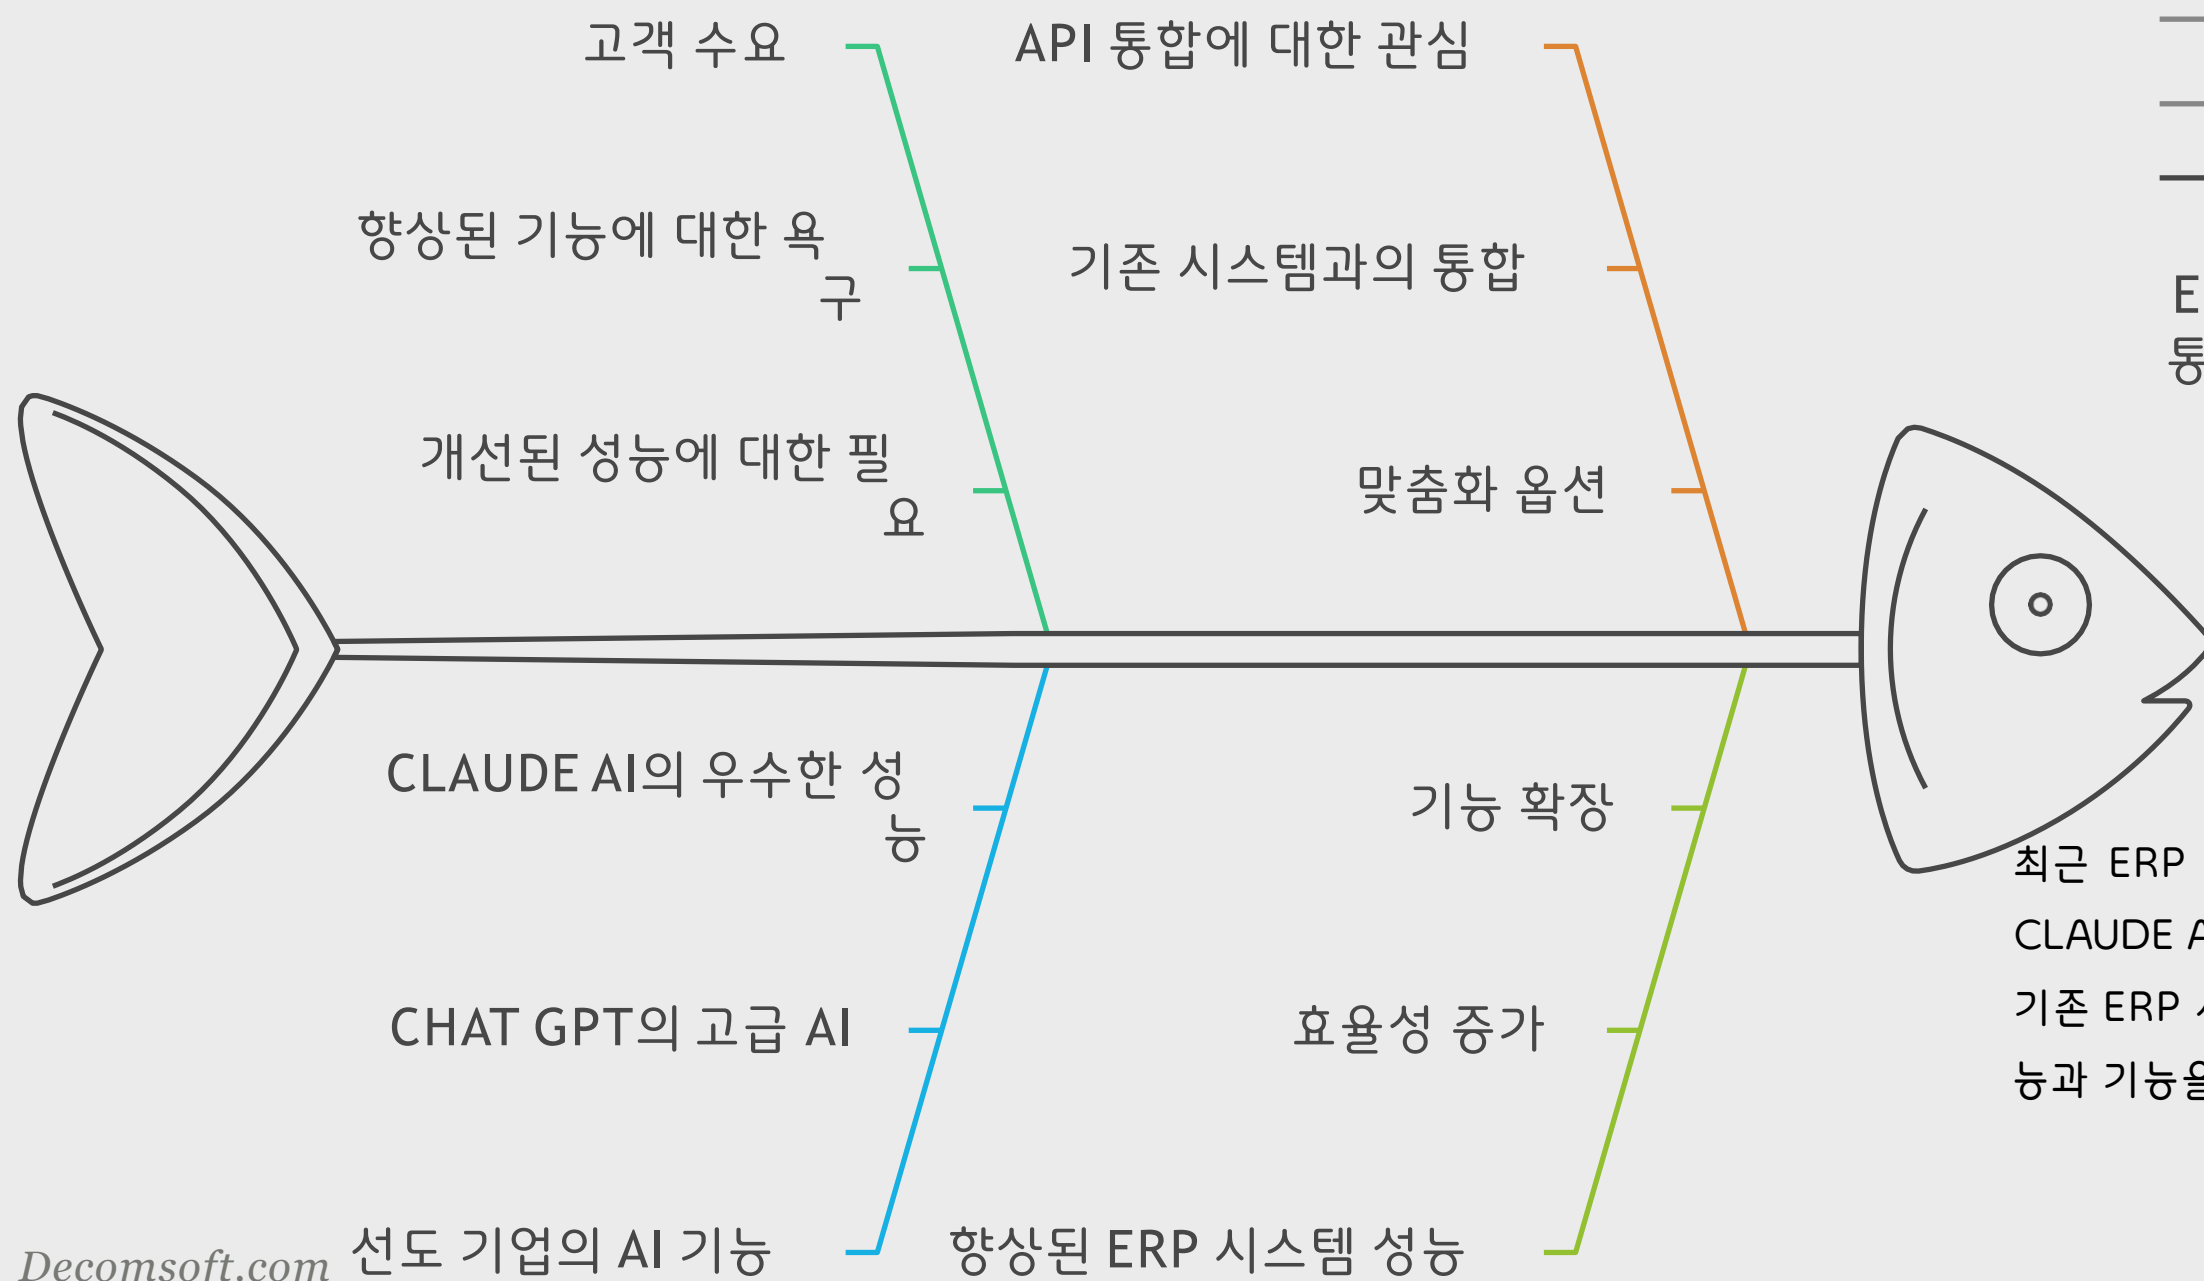 고객 수요
API 통합에 대한 관심
향상된 기능에 대한 욕
구
기존 시스템과의 통합
E
통
개선된 성능에 대한 필
요
맞춤화 옵션
CLAUDE AI의 우수한 성
능
기능 확장
최근 ERP
CLAUDE A
기존 ERP
능과 기능을
CHAT GPT의 고급 AI
효율성 증가
선도 기업의 AI 기능
향상된 ERP 시스템 성능
Decomsoft.com